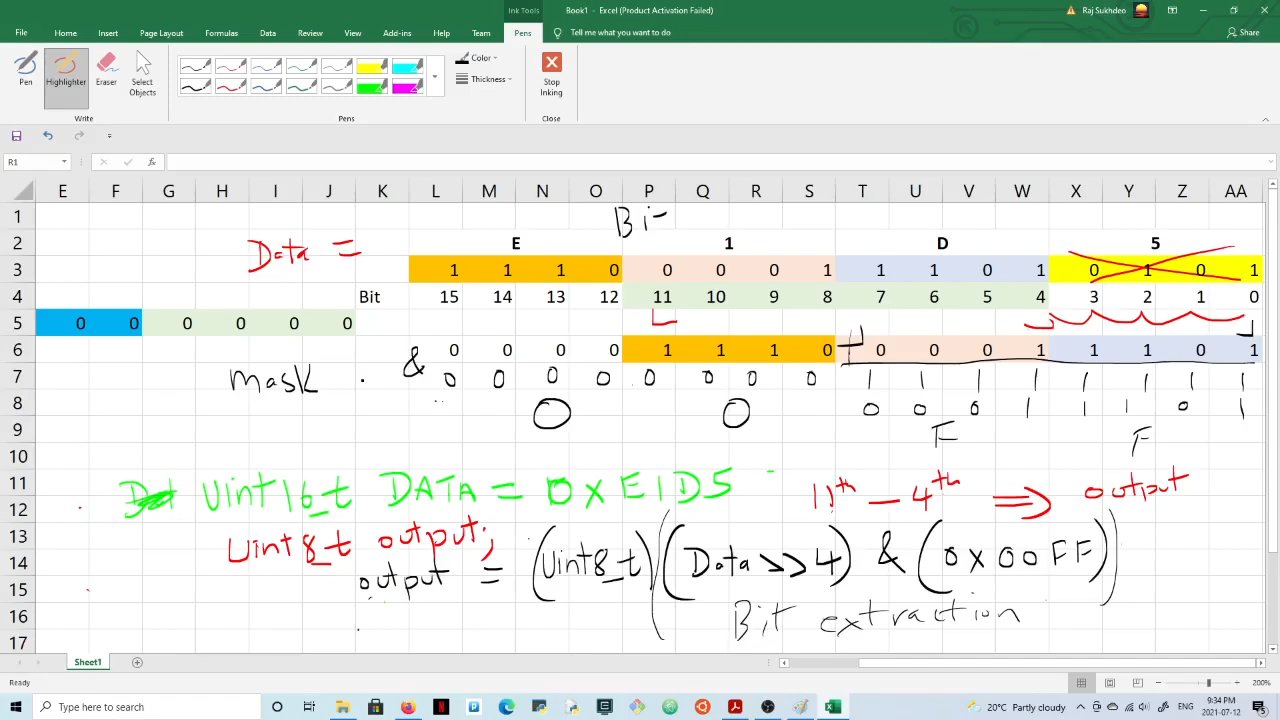 Ink Tools
Book1 - Excel (Product Activation Failed)
Raj Sukhdeo
File Home Insert Page Layout Formulas Data Review View Add-ins Help Team Pens Tell me what you want to do Share
Pen Highlighter Eraser Select Objects Color Thickness Stop Inking
Write Pens Close
R1 fx
E F G H I J K L M N O P Q R S T U V W X Y Z AA
1 Bit
2 Data = E 1 D 5
3 1 1 1 0 0 0 0 1 1 1 0 1 0 1 0 1
4 Bit 15 14 13 12 11 10 9 8 7 6 5 4 3 2 1 0
5 0 0 0 0 0 0
6 & 0 0 0 0 1 1 1 0 0 0 0 1 1 1 0 1
7 mask 0 0 0 0 0 0 0 0 1 1 1 1 1 1 1 1
8 0 0 0 0 0 1 1 1 0 1
9 F F
10
11 Uint16_t DATA = 0xE1D5 11th - 4th => output
12
13 Uint8_t output;
14 output = (Uint8_t)((Data>>4) & (0x00FF))
15
16 Bit extraction
17
Sheet1
Ready 200%
Type here to search 20°C Partly cloudy ENG 9:34 PM 2021-07-12